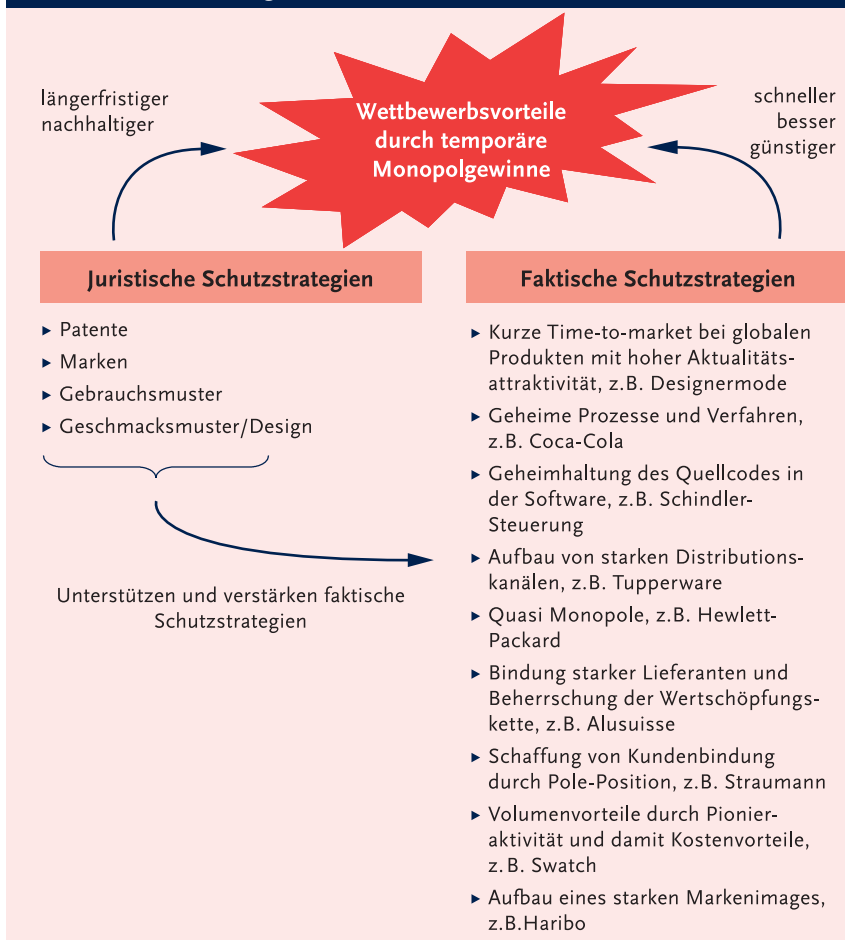 längerfristiger
nachhaltiger
Wettbewerbsvorteile
durch temporäre
Monopolgewinne
schneller
besser
günstiger
Juristische Schutzstrategien
▸ Patente
▸ Marken
▸ Gebrauchsmuster
▸ Geschmacksmuster/Design
Unterstützen und verstärken faktische
Schutzstrategien
Faktische Schutzstrategien
▸ Kurze Time-to-market bei globalen
Produkten mit hoher Aktualitäts-
attraktivität, z.B. Designermode
▸ Geheime Prozesse und Verfahren,
z.B. Coca-Cola
▸ Geheimhaltung des Quellcodes in
der Software, z.B. Schindler-
Steuerung
▸ Aufbau von starken Distributions-
kanälen, z.B. Tupperware
▸ Quasi Monopole, z.B. Hewlett-
Packard
▸ Bindung starker Lieferanten und
Beherrschung der Wertschöpfungs-
kette, z.B. Alusuisse
▸ Schaffung von Kundenbindung
durch Pole-Position, z.B. Straumann
▸ Volumenvorteile durch Pionier-
aktivität und damit Kostenvorteile,
z.B. Swatch
▸ Aufbau eines starken Markenimages,
z.B.Haribo